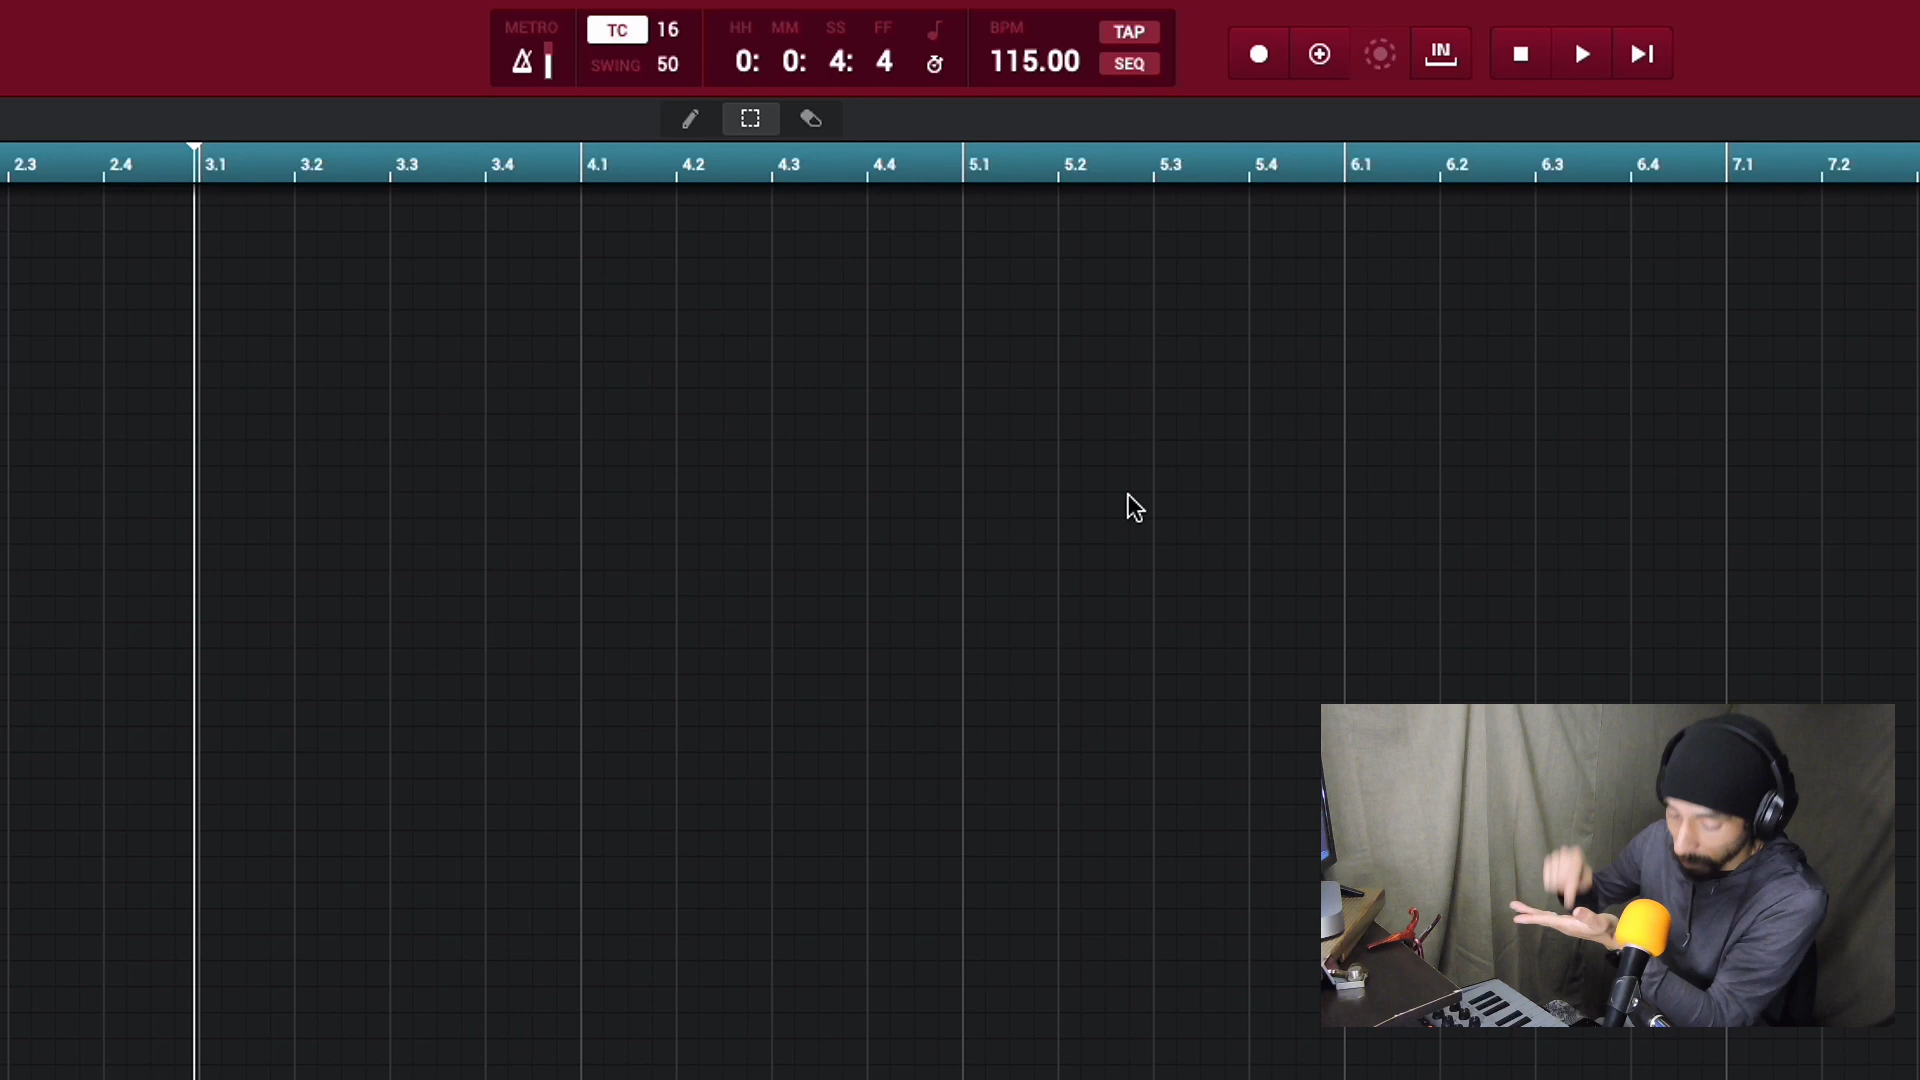 METRO
TC 16
SWING 50
HH MM SS FF
0: 0: 4: 4
BPM
115.00
TAP
SEQ
IN
2.3 2.4 3.1 3.2 3.3 3.4 4.1 4.2 4.3 4.4 5.1 5.2 5.3 5.4 6.1 6.2 6.3 6.4 7.1 7.2